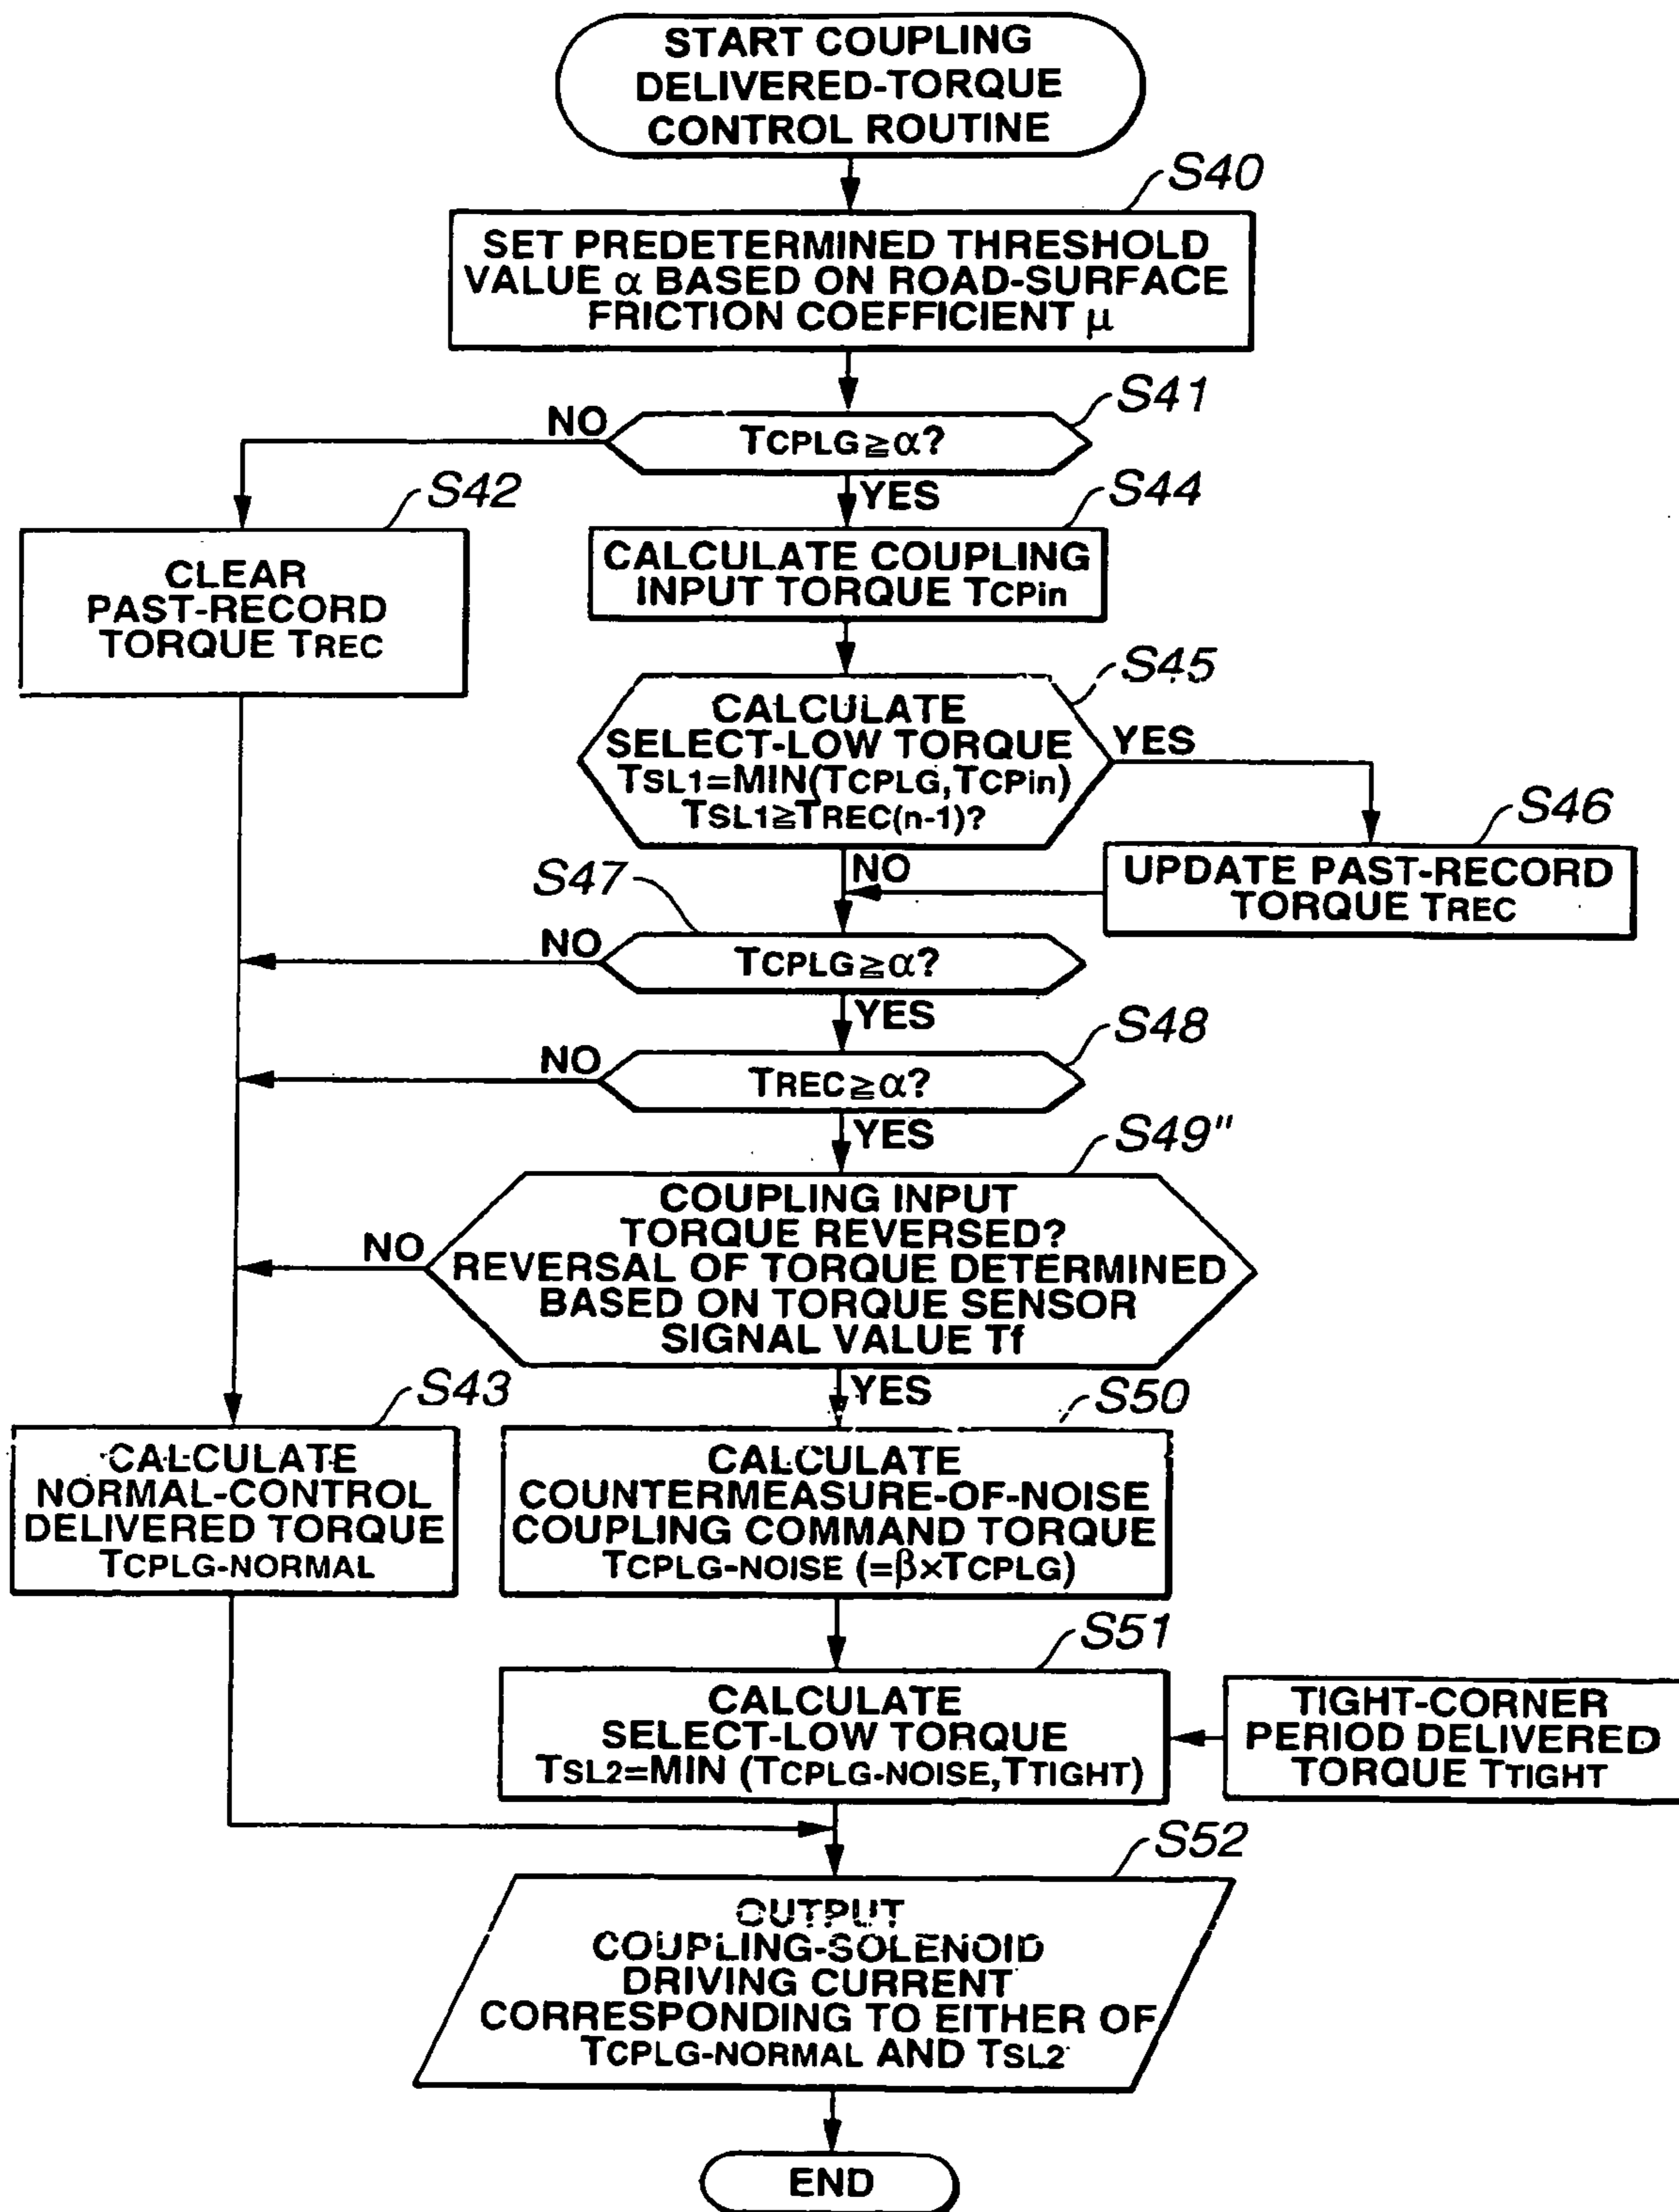 START COUPLING
DELIVERED-TORQUE
CONTROL ROUTINE
S40
SET PREDETERMINED THRESHOLD
VALUE α BASED ON ROAD-SURFACE
FRICTION COEFFICIENT μ
S41
NO
TCPLG≧α?
YES
S42
CLEAR
PAST-RECORD
TORQUE TREC
S44
CALCULATE COUPLING
INPUT TORQUE TCPin
S45
CALCULATE
SELECT-LOW TORQUE
TSL1=MIN(TCPLG,TCPin)
TSL1≧TREC(n-1)?
YES
NO
S46
UPDATE PAST-RECORD
TORQUE TREC
S47
NO
TCPLG≧α?
YES
S48
NO
TREC≧α?
YES
S49"
COUPLING INPUT
TORQUE REVERSED?
REVERSAL OF TORQUE DETERMINED
BASED ON TORQUE SENSOR
SIGNAL VALUE Tf
NO
YES
S43
CALCULATE
NORMAL-CONTROL
DELIVERED TORQUE
TCPLG-NORMAL
S50
CALCULATE
COUNTERMEASURE-OF-NOISE
COUPLING COMMAND TORQUE
TCPLG-NOISE (=β×TCPLG)
S51
CALCULATE
SELECT-LOW TORQUE
TSL2=MIN (TCPLG-NOISE,TTIGHT)
TIGHT-CORNER
PERIOD DELIVERED
TORQUE TTIGHT
S52
OUTPUT
COUPLING-SOLENOID
DRIVING CURRENT
CORRESPONDING TO EITHER OF
TCPLG-NORMAL AND TSL2
END